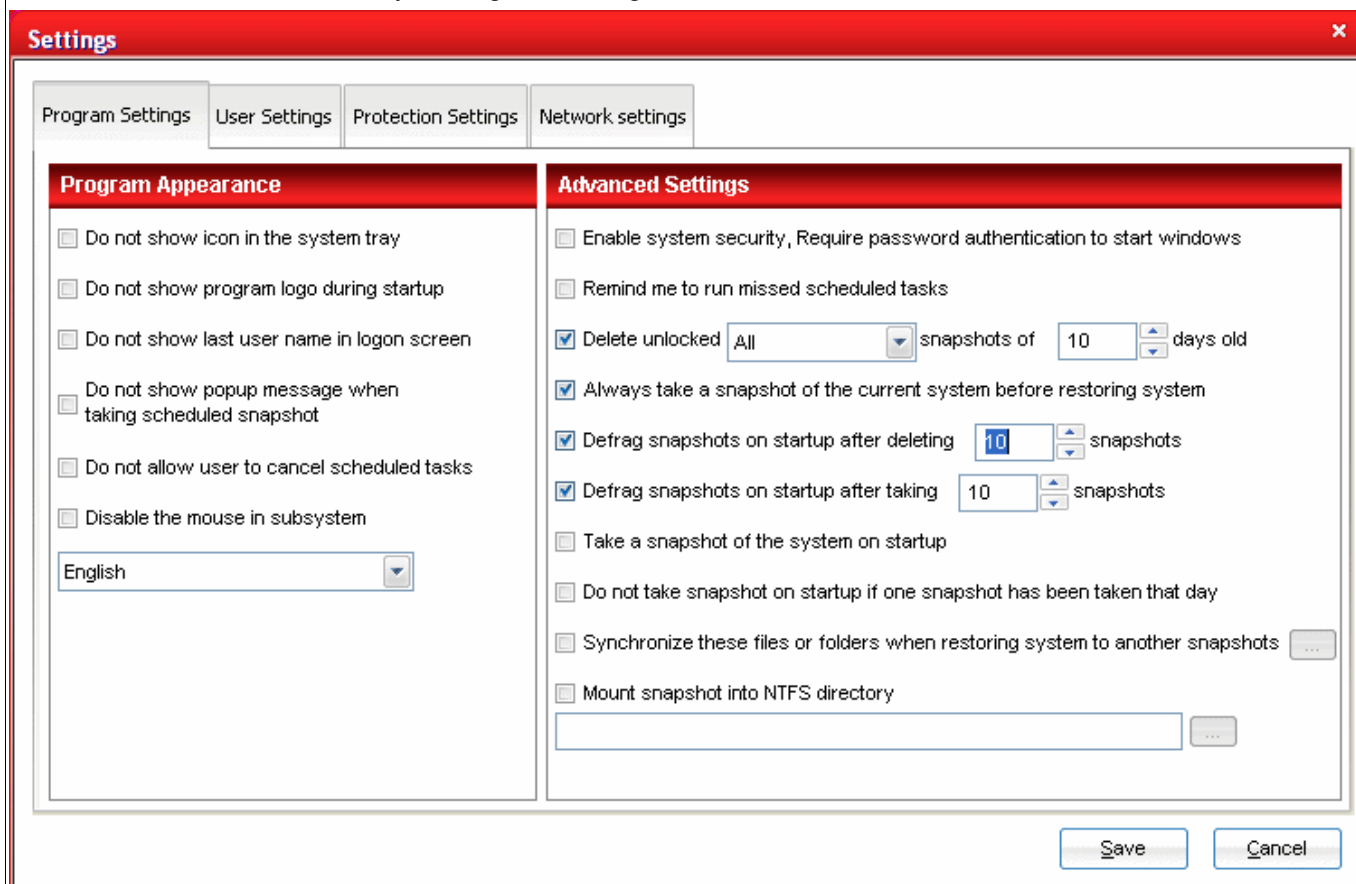 Settings
Program Settings
User Settings
Protection Settings
Network settings
Program Appearance
Do not show icon in the system tray
Do not show program logo during startup
Do not show last user name in logon screen
Do not show popup message when
taking scheduled snapshot
Do not allow user to cancel scheduled tasks
Disable the mouse in subsystem
English
Advanced Settings
Enable system security, Require password authentication to start windows
Remind me to run missed scheduled tasks
Delete unlocked All snapshots of 10 days old
Always take a snapshot of the current system before restoring system
Defrag snapshots on startup after deleting 10 snapshots
Defrag snapshots on startup after taking 10 snapshots
Take a snapshot of the system on startup
Do not take snapshot on startup if one snapshot has been taken that day
Synchronize these files or folders when restoring system to another snapshots ...
Mount snapshot into NTFS directory
...
Save
Cancel